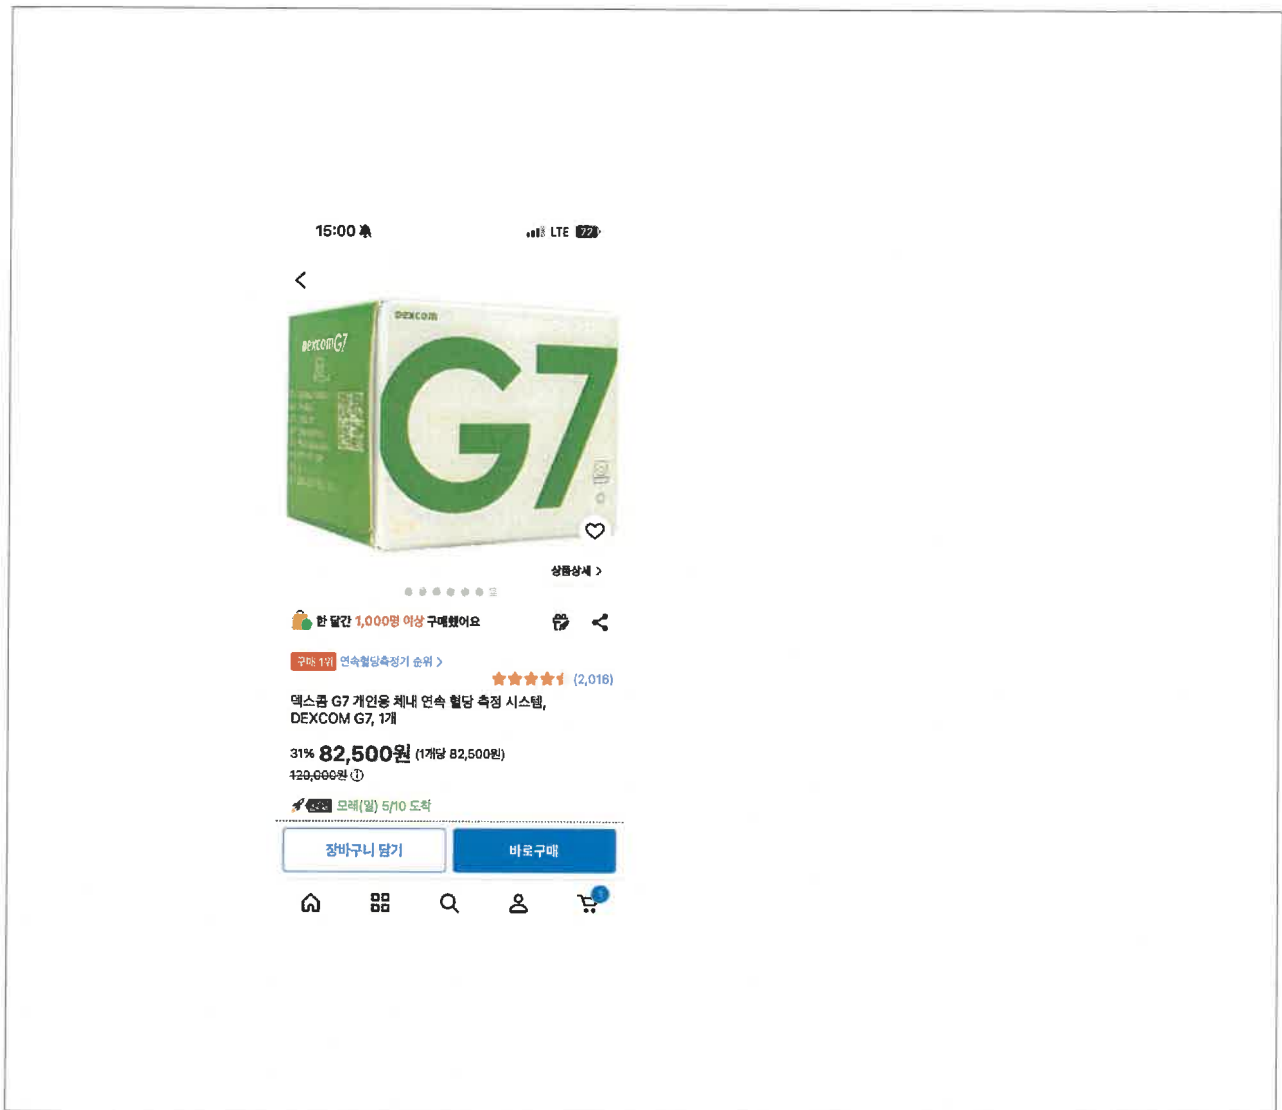 15:00
LTE 77
Dexcom
G7
DexcomG7
상품상세 >
한 달간 1,000명 이상 구매했어요
구매 1위 연속혈당측정기 순위 >
(2,016)
덱스콤 G7 개인용 체내 연속 혈당 측정 시스템,
DEXCOM G7, 1개
31% 82,500원 (1개당 82,500원)
120,000원
모레(일) 5/10 도착
장바구니 담기
바로구매